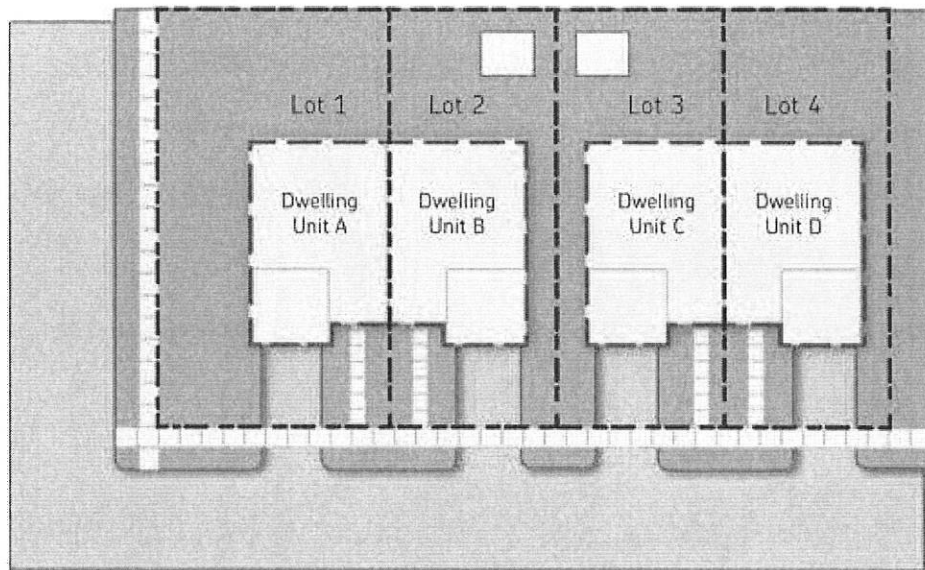 Lot 1
Lot 2
Lot 3
Lot 4
Dwelling
Unit A
Dwelling
Unit B
Dwelling
Unit C
Dwelling
Unit D